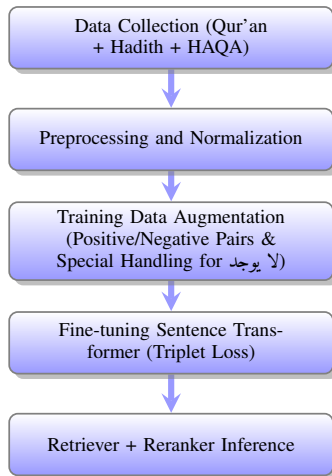 Data Collection (Qur'an
+ Hadith + HAQA)
Preprocessing and Normalization
Training Data Augmentation
(Positive/Negative Pairs &
Special Handling for لا يوجد)
Fine-tuning Sentence Trans-
former (Triplet Loss)
Retriever + Reranker Inference